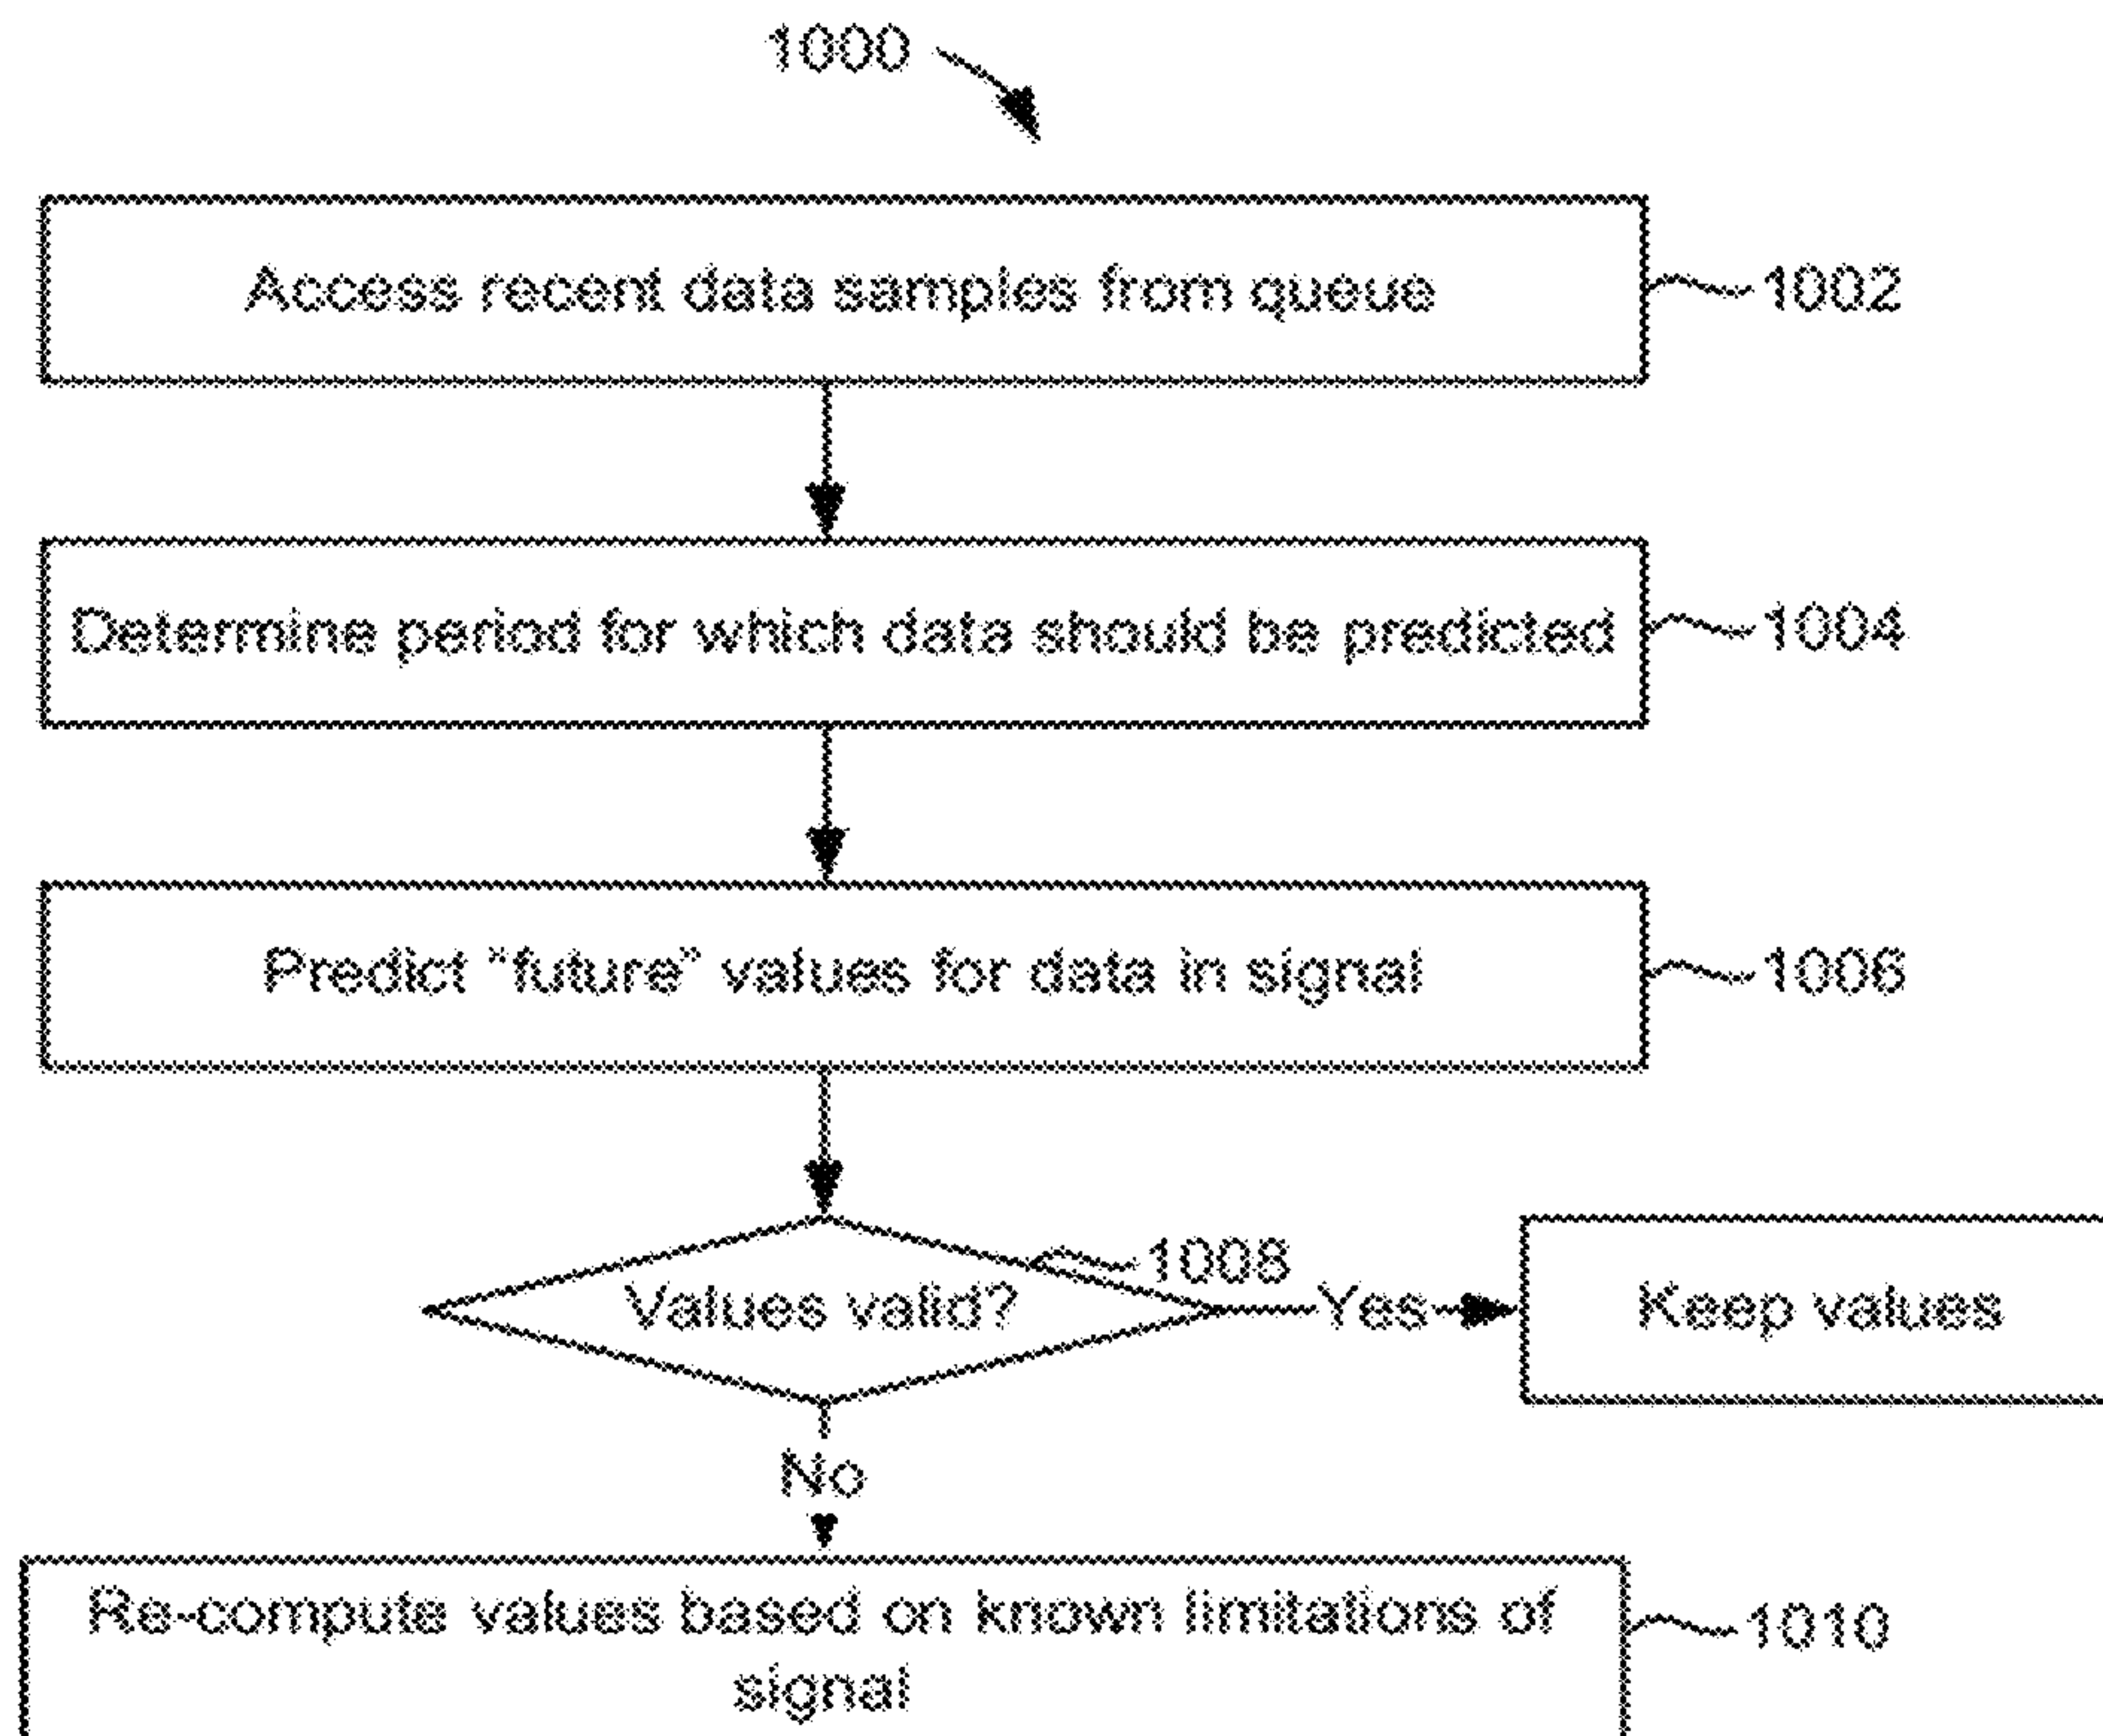 1000
Access recent data samples from queue
1002
Determine period for which data should be predicted
1004
Predict "future" values for data in signal
1006
1008
Values valid?
Yes
Keep values
No
Re-compute values based on known limitations of
signal
1010